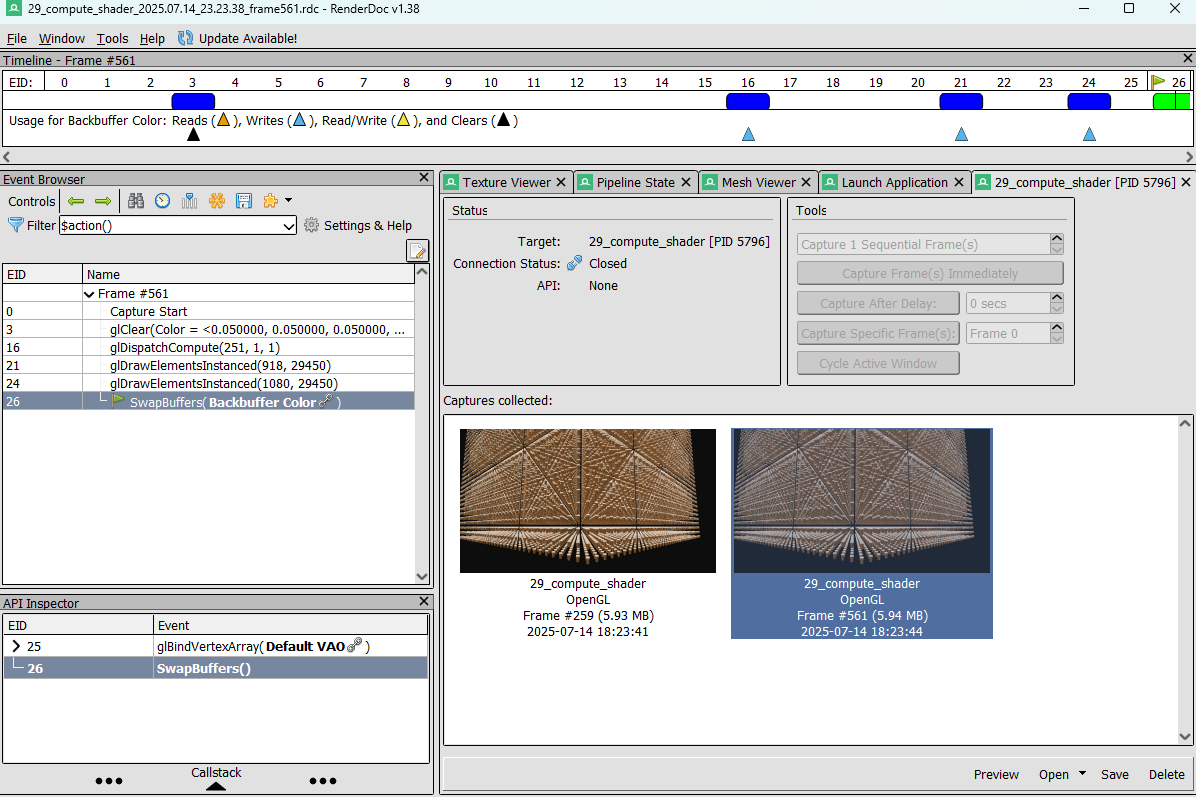 29_compute_shader_2025.07.14_23.23.38_frame561.rdc - RenderDoc v1.38
File Window Tools Help Update Available!
Timeline - Frame #561
EID: 0 1 2 3 4 5 6 7 8 9 10 11 12 13 14 15 16 17 18 19 20 21 22 23 24 25 26
Usage for Backbuffer Color: Reads ( ), Writes ( ), Read/Write ( ), and Clears ( )
Event Browser
Controls
Filter $action() Settings & Help
EID Name
Frame #561
0 Capture Start
3 glClear(Color = <0.050000, 0.050000, 0.050000, ...
16 glDispatchCompute(251, 1, 1)
21 glDrawElementsInstanced(918, 29450)
24 glDrawElementsInstanced(1080, 29450)
26 SwapBuffers( Backbuffer Color )
API Inspector
EID Event
25 glBindVertexArray( Default VAO )
26 SwapBuffers()
Callstack
Texture Viewer Pipeline State Mesh Viewer Launch Application 29_compute_shader [PID 5796]
Status
Target: 29_compute_shader [PID 5796]
Connection Status: Closed
API: None
Tools
Capture 1 Sequential Frame(s)
Capture Frame(s) Immediately
Capture After Delay: 0 secs
Capture Specific Frame(s): Frame 0
Cycle Active Window
Captures collected:
29_compute_shader
OpenGL
Frame #259 (5.93 MB)
2025-07-14 18:23:41
29_compute_shader
OpenGL
Frame #561 (5.94 MB)
2025-07-14 18:23:44
Preview Open Save Delete